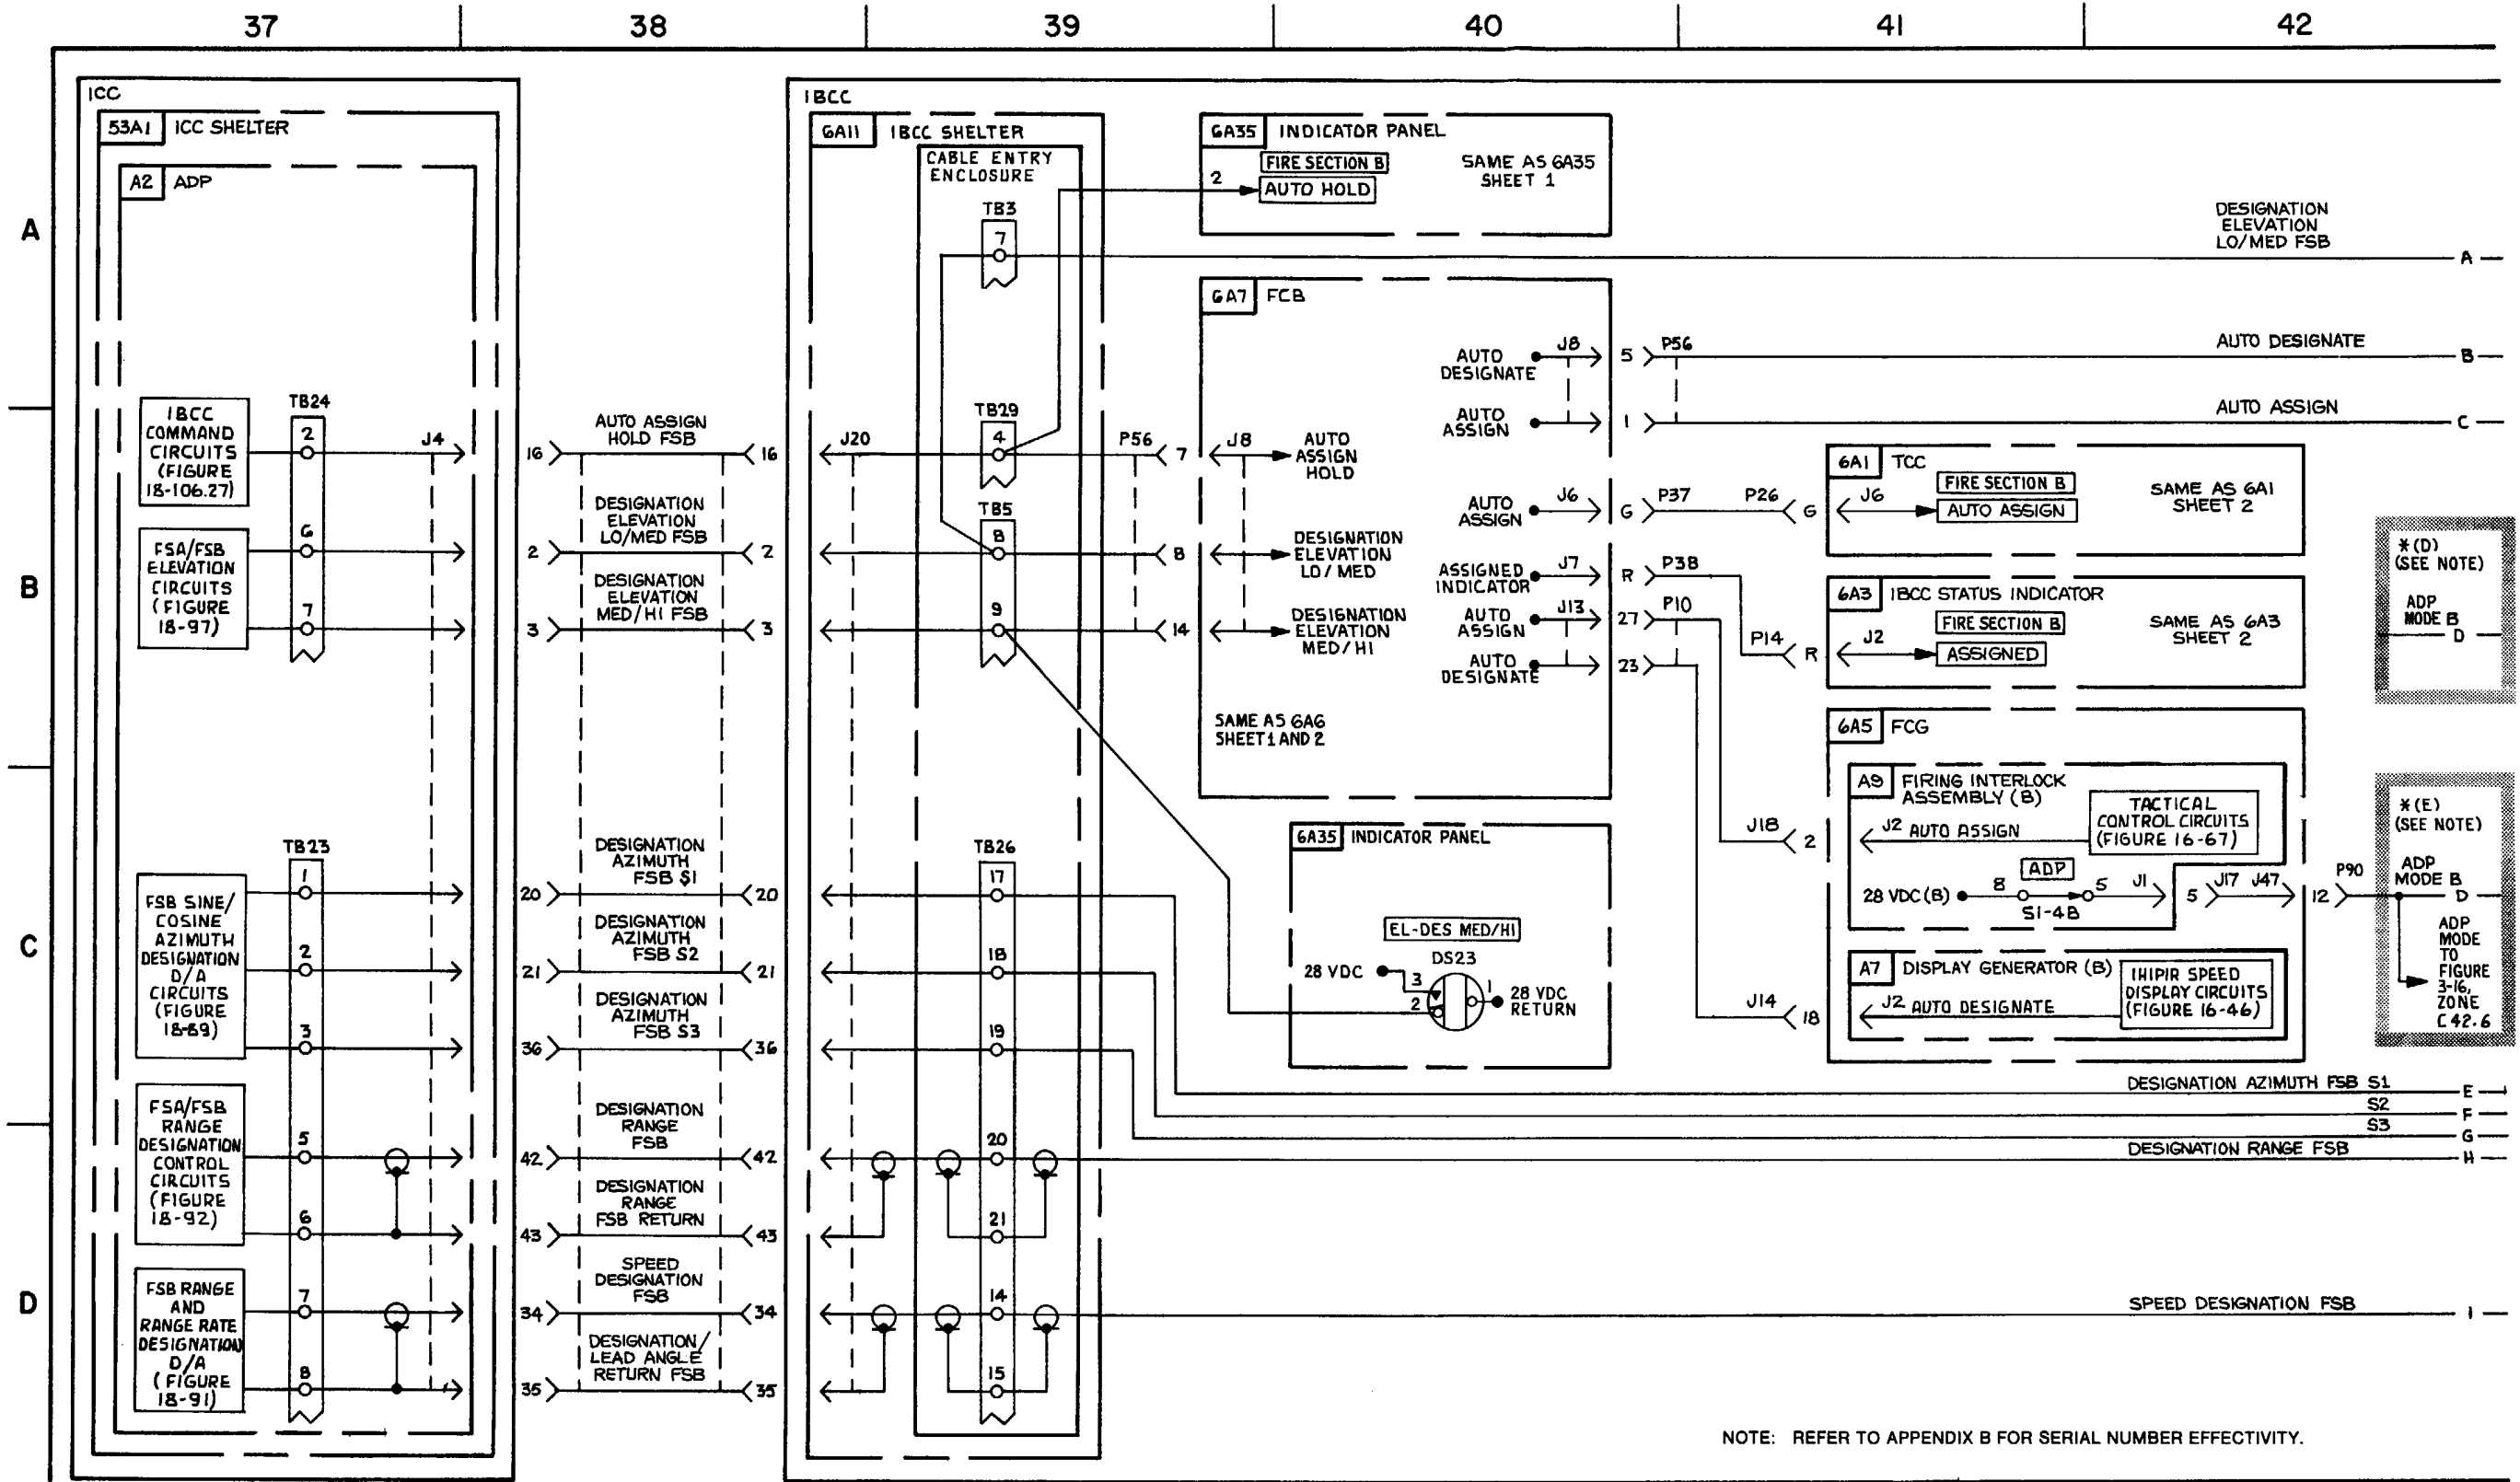 37
38
39
40
41
42
A
B
C
D
ICC
53A1 ICC SHELTER
A2 ADP
IBCC
COMMAND
CIRCUITS
(FIGURE
18-106.27)
FSA/FSB
ELEVATION
CIRCUITS
(FIGURE
18-97)
TB24
2
6
7
J4
FSB SINE/
COSINE
AZIMUTH
DESIGNATION
D/A
CIRCUITS
(FIGURE
18-89)
FSA/FSB
RANGE
DESIGNATION
CONTROL
CIRCUITS
(FIGURE
18-92)
FSB RANGE
AND
RANGE RATE
DESIGNATION
D/A
(FIGURE
18-91)
TB23
1
2
3
5
6
7
8
AUTO ASSIGN
HOLD FSB
16 16
DESIGNATION
ELEVATION
LO/MED FSB
2 2
DESIGNATION
ELEVATION
MED/HI FSB
3 3
DESIGNATION
AZIMUTH
FSB S1
20 20
DESIGNATION
AZIMUTH
FSB S2
21 21
DESIGNATION
AZIMUTH
FSB S3
36 36
DESIGNATION
RANGE
FSB
42 42
DESIGNATION
RANGE
FSB RETURN
43 43
SPEED
DESIGNATION
FSB
34 34
DESIGNATION/
LEAD ANGLE
RETURN FSB
35 35
IBCC
6A11 IBCC SHELTER
CABLE ENTRY
ENCLOSURE
TB3
7
J20
TB29
4
TB5
8
9
P56
7
8
14
TB26
17
18
19
20
21
14
15
6A35 INDICATOR PANEL
FIRE SECTION B
2 AUTO HOLD
SAME AS 6A35
SHEET 1
6A7 FCB
J8
AUTO
ASSIGN
HOLD
DESIGNATION
ELEVATION
LO/MED
DESIGNATION
ELEVATION
MED/HI
SAME AS 6A6
SHEET 1 AND 2
AUTO
DESIGNATE
J8 5 P56
AUTO
ASSIGN
1
AUTO
ASSIGN
J6 G P37 P26 G
ASSIGNED
INDICATOR
J7 R P38
AUTO
ASSIGN
J13 27 P10
AUTO
DESIGNATE
23
6A35 INDICATOR PANEL
EL-DES MED/HI
DS23
28 VDC
3
2
1
28 VDC
RETURN
DESIGNATION
ELEVATION
LO/MED FSB
A
AUTO DESIGNATE
B
AUTO ASSIGN
C
6A1 TCC
FIRE SECTION B
J6 AUTO ASSIGN
SAME AS 6A1
SHEET 2
6A3 IBCC STATUS INDICATOR
FIRE SECTION B
P14 R J2 ASSIGNED
SAME AS 6A3
SHEET 2
6A5 FCG
A9 FIRING INTERLOCK
ASSEMBLY (B)
TACTICAL
CONTROL CIRCUITS
(FIGURE 16-67)
J18 2 J2 AUTO ASSIGN
ADP
28 VDC (B) 8 5 J1 5 J17 J47 12 P90
S1-4B
A7 DISPLAY GENERATOR (B)
IHIPIR SPEED
DISPLAY CIRCUITS
(FIGURE 16-46)
J14 18 J2 AUTO DESIGNATE
*(D)
(SEE NOTE)
ADP
MODE B
D
*(E)
(SEE NOTE)
ADP
MODE B
D
ADP
MODE
TO
FIGURE
3-16,
ZONE
C42.6
DESIGNATION AZIMUTH FSB S1 E
S2 F
S3 G
DESIGNATION RANGE FSB H
SPEED DESIGNATION FSB I
NOTE: REFER TO APPENDIX B FOR SERIAL NUMBER EFFECTIVITY.